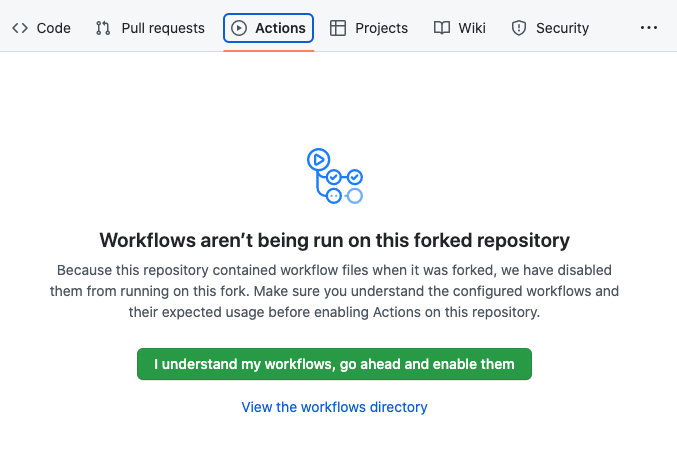 Code Pull requests Actions Projects Wiki Security
Workflows aren’t being run on this forked repository
Because this repository contained workflow files when it was forked, we have disabled
them from running on this fork. Make sure you understand the configured workflows and
their expected usage before enabling Actions on this repository.
I understand my workflows, go ahead and enable them
View the workflows directory